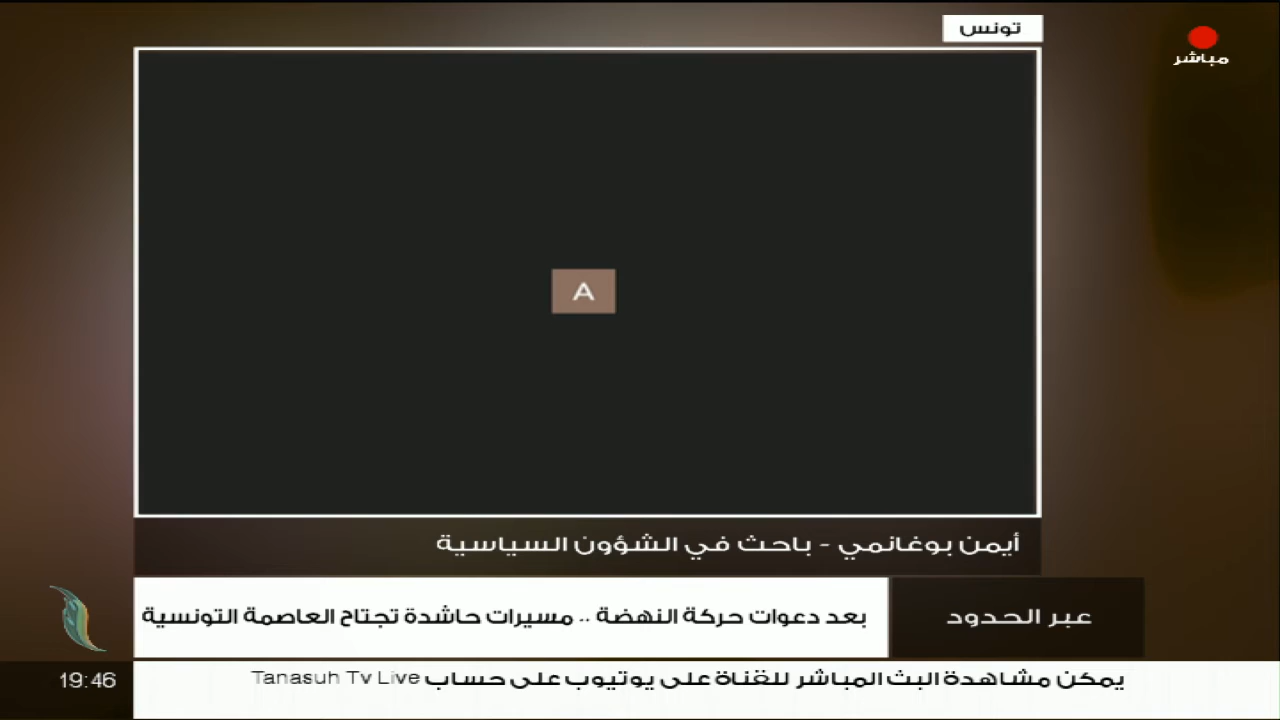 تونس
مباشر
A
أيمن بوغانمي - باحث في الشؤون السياسية
عبر الحدود
بعد دعوات حركة النهضة .. مسيرات حاشدة تجتاح العاصمة التونسية
يمكن مشاهدة البث المباشر للقناة على يوتيوب على حساب Tanasuh Tv Live
19:46